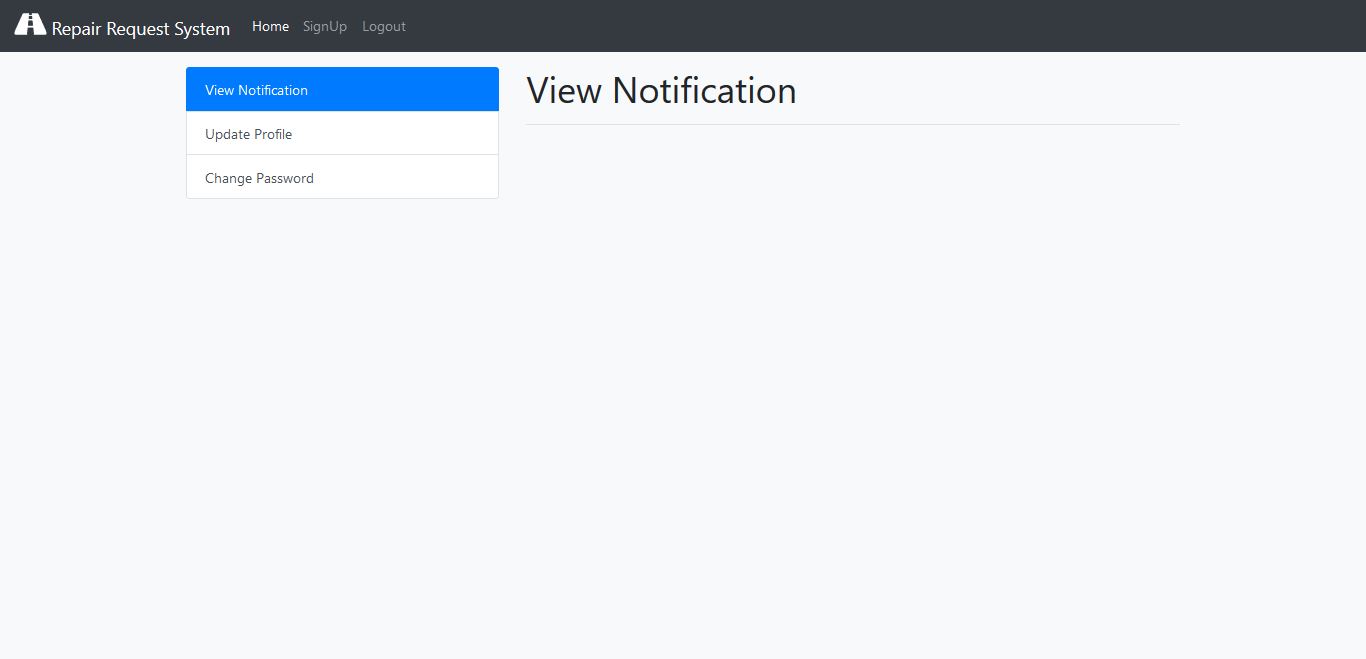 Repair Request System Home SignUp Logout
View Notification
Update Profile
Change Password
View Notification